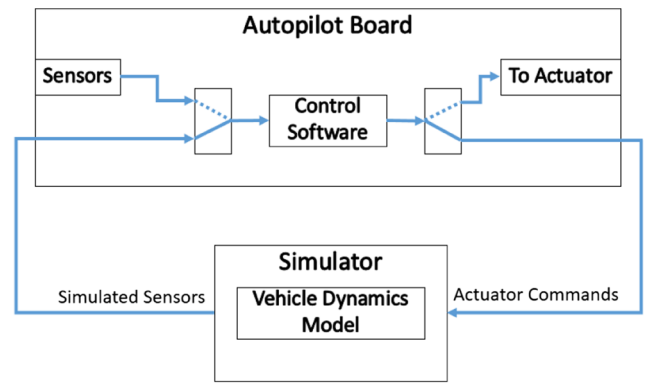 Autopilot Board
Sensors
To Actuator
Control
Software
Simulator
Simulated Sensors
Vehicle Dynamics
Model
Actuator Commands